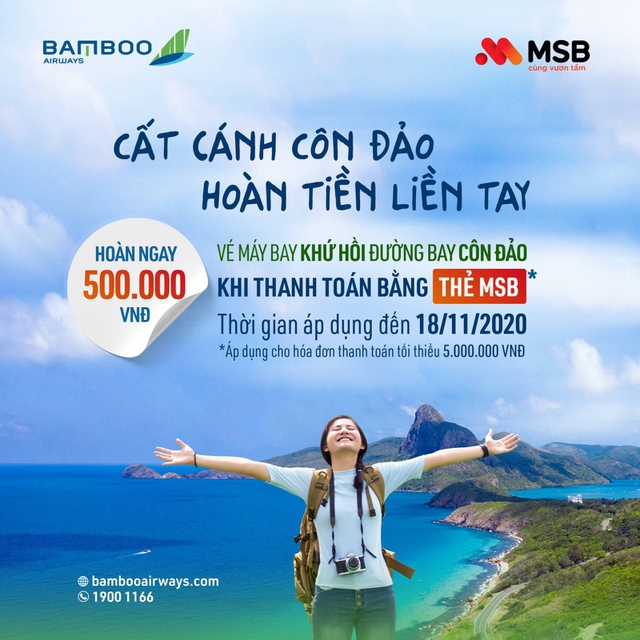 BAMBOO
AIRWAYS
MSB
cùng vươn tầm
CẤT CÁNH CÔN ĐẢO
HOÀN TIỀN LIỀN TAY
HOÀN NGAY
500.000
VNĐ
VÉ MÁY BAY KHỨ HỒI ĐƯỜNG BAY CÔN ĐẢO
KHI THANH TOÁN BẰNG THẺ MSB*
Thời gian áp dụng đến 18/11/2020
*Áp dụng cho hóa đơn thanh toán tối thiểu 5.000.000 VNĐ
bambooairways.com
1900 1166